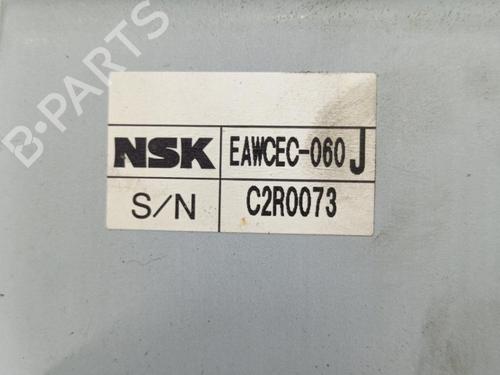 B-PARTS
NSK EAWCEC-060 J
S/N C2R0073